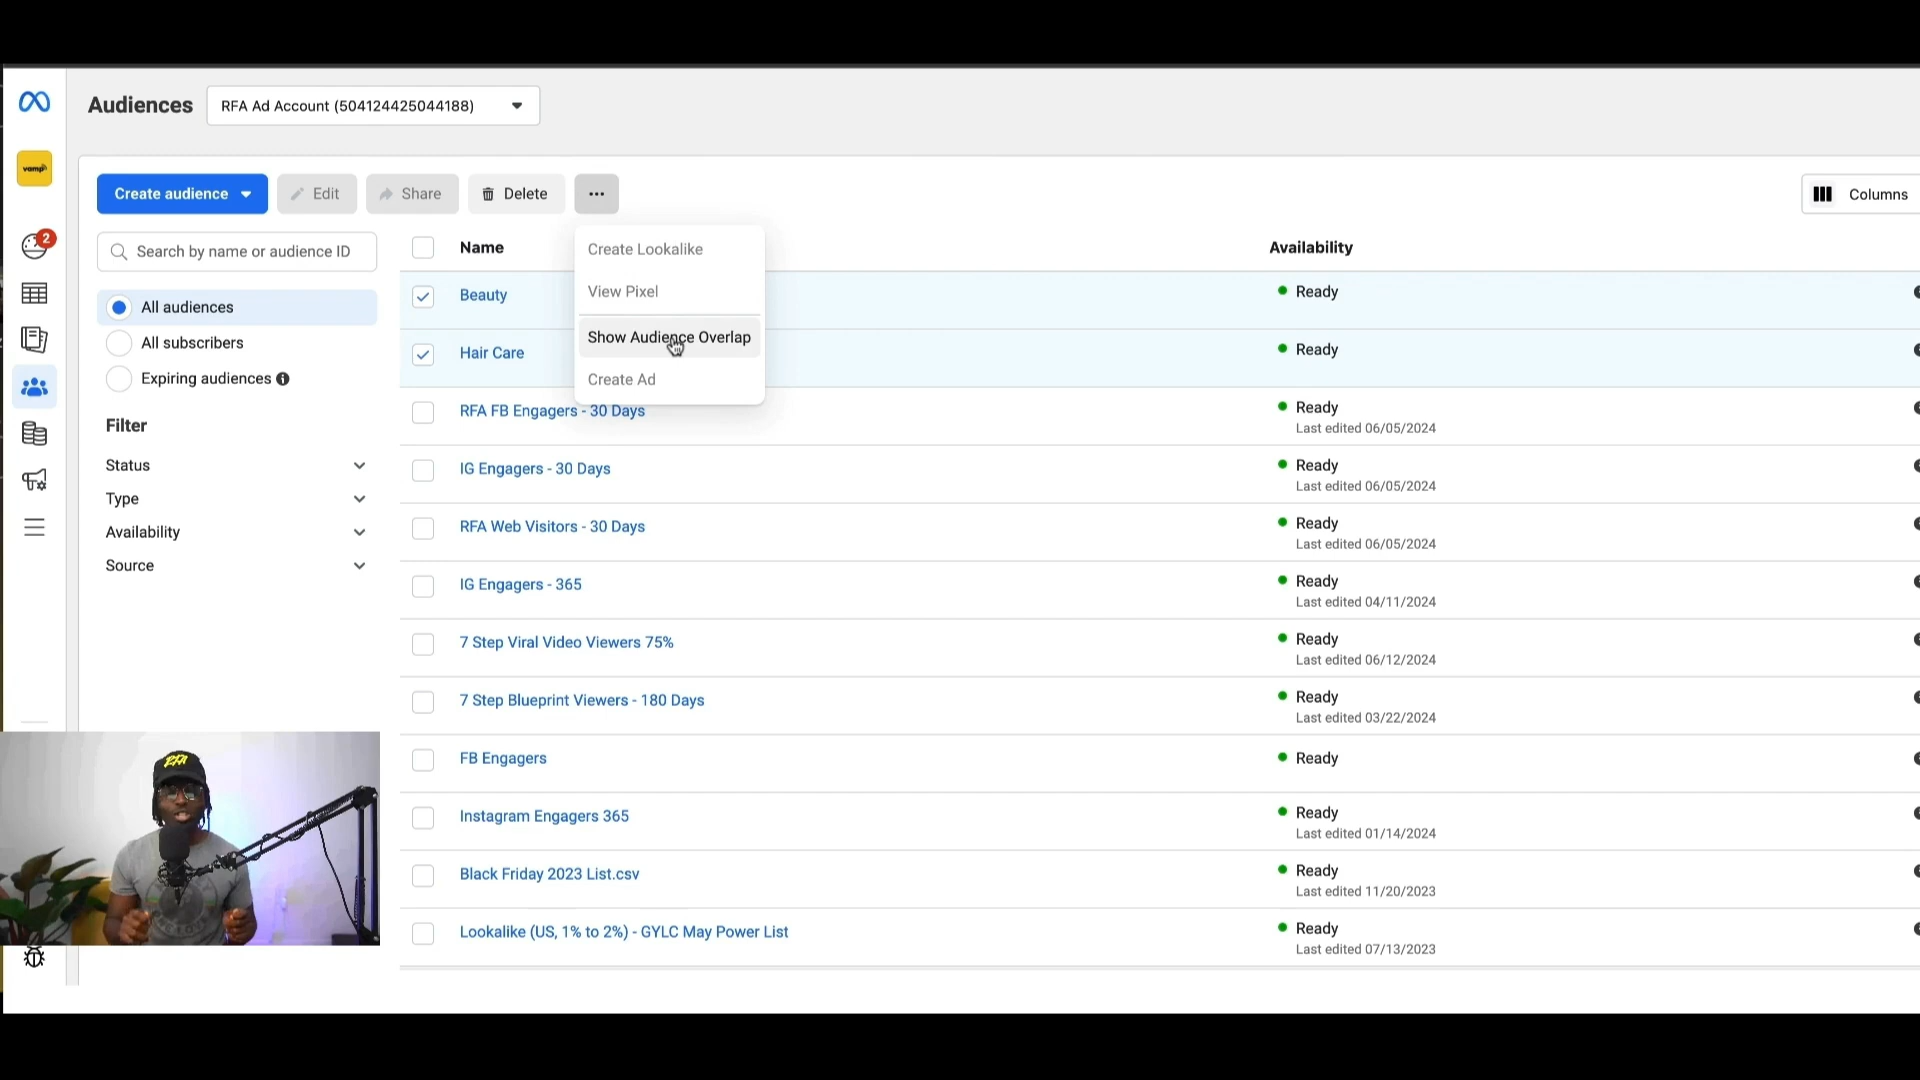 Audiences
RFA Ad Account (504124425044188)
vamp
Create audience
Edit
Share
Delete
Columns
2
Search by name or audience ID
All audiences
All subscribers
Expiring audiences
Filter
Status
Type
Availability
Source
Name
Availability
Create Lookalike
View Pixel
Show Audience Overlap
Create Ad
Beauty
Ready
Hair Care
Ready
RFA FB Engagers - 30 Days
Ready
Last edited 06/05/2024
IG Engagers - 30 Days
Ready
Last edited 06/05/2024
RFA Web Visitors - 30 Days
Ready
Last edited 06/05/2024
IG Engagers - 365
Ready
Last edited 04/11/2024
7 Step Viral Video Viewers 75%
Ready
Last edited 06/12/2024
7 Step Blueprint Viewers - 180 Days
Ready
Last edited 03/22/2024
FB Engagers
Ready
Instagram Engagers 365
Ready
Last edited 01/14/2024
Black Friday 2023 List.csv
Ready
Last edited 11/20/2023
Lookalike (US, 1% to 2%) - GYLC May Power List
Ready
Last edited 07/13/2023
RFA